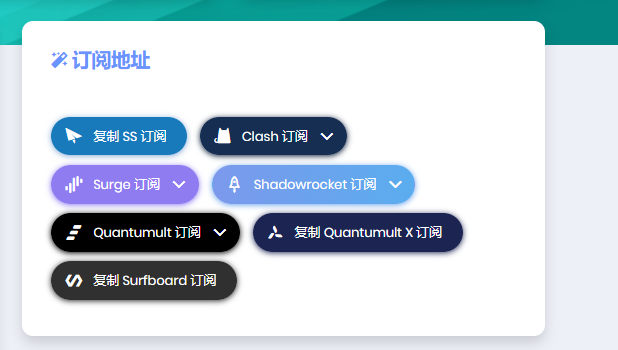 订阅地址
复制 SS 订阅
Clash 订阅
Surge 订阅
Shadowrocket 订阅
Quantumult 订阅
复制 Quantumult X 订阅
复制 Surfboard 订阅